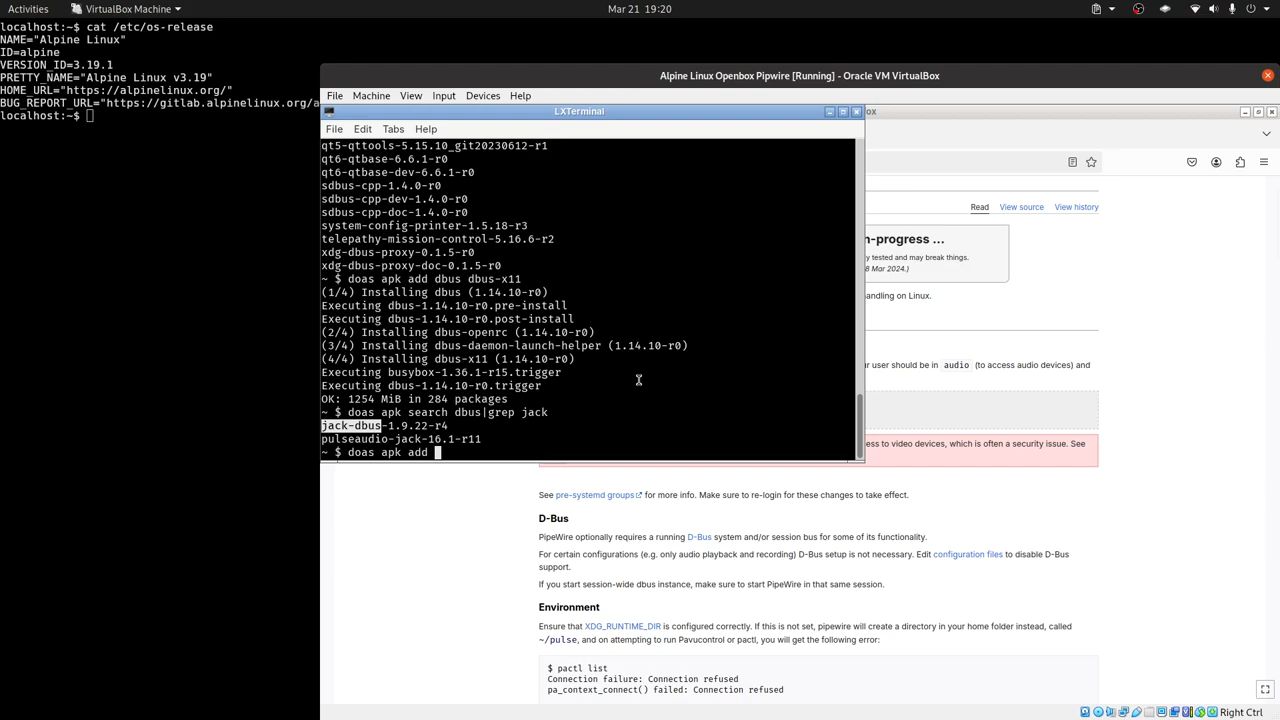 Activities
VirtualBox Machine
Mar 21 19:20
localhost:~$ cat /etc/os-release
NAME="Alpine Linux"
ID=alpine
VERSION_ID=3.19.1
PRETTY_NAME="Alpine Linux v3.19"
HOME_URL="https://alpinelinux.org/"
BUG_REPORT_URL="https://gitlab.alpinelinux.org/a
localhost:~$
Alpine Linux Openbox Pipwire [Running] - Oracle VM VirtualBox
File Machine View Input Devices Help
LXTerminal
File Edit Tabs Help
qt5-qttools-5.15.10_git20230612-r1
qt6-qtbase-6.6.1-r0
qt6-qtbase-dev-6.6.1-r0
sdbus-cpp-1.4.0-r0
sdbus-cpp-dev-1.4.0-r0
sdbus-cpp-doc-1.4.0-r0
system-config-printer-1.5.18-r3
telepathy-mission-control-5.16.6-r2
xdg-dbus-proxy-0.1.5-r0
xdg-dbus-proxy-doc-0.1.5-r0
~ $ doas apk add dbus dbus-x11
(1/4) Installing dbus (1.14.10-r0)
Executing dbus-1.14.10-r0.pre-install
Executing dbus-1.14.10-r0.post-install
(2/4) Installing dbus-openrc (1.14.10-r0)
(3/4) Installing dbus-daemon-launch-helper (1.14.10-r0)
(4/4) Installing dbus-x11 (1.14.10-r0)
Executing busybox-1.36.1-r15.trigger
Executing dbus-1.14.10-r0.trigger
OK: 1254 MiB in 284 packages
~ $ doas apk search dbus|grep jack
jack-dbus-1.9.22-r4
pulseaudio-jack-16.1-r11
~ $ doas apk add
ox
Read View source View history
n-progress ...
y tested and may break things.
8 Mar 2024.)
andling on Linux.
ur user should be in audio (to access audio devices) and
ess to video devices, which is often a security issue. See
See pre-systemd groups for more info. Make sure to re-login for these changes to take effect.
D-Bus
PipeWire optionally requires a running D-Bus system and/or session bus for some of its functionality.
For certain configurations (e.g. only audio playback and recording) D-Bus setup is not necessary. Edit configuration files to disable D-Bus
support.
If you start session-wide dbus instance, make sure to start PipeWire in that same session.
Environment
Ensure that XDG_RUNTIME_DIR is configured correctly. If this is not set, pipewire will create a directory in your home folder instead, called
~/pulse, and on attempting to run Pavucontrol or pactl, you will get the following error:
$ pactl list
Connection failure: Connection refused
pa_context_connect() failed: Connection refused
Right Ctrl